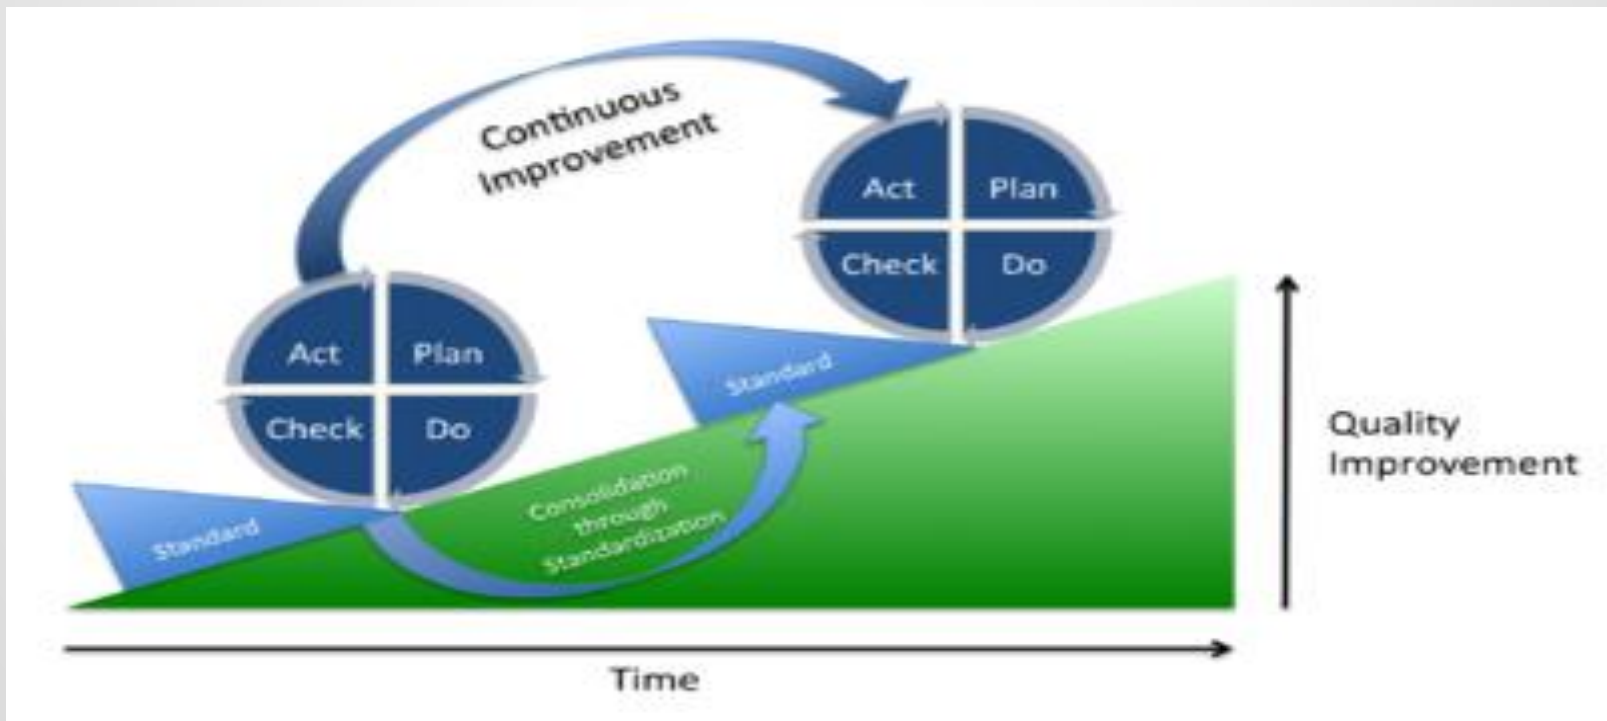 Continuous
Improvement
Act
Plan
Check
Do
Act
Plan
Check
Do
Standard
Standard
Consolidation
through
Standardization
Quality
Improvement
Time